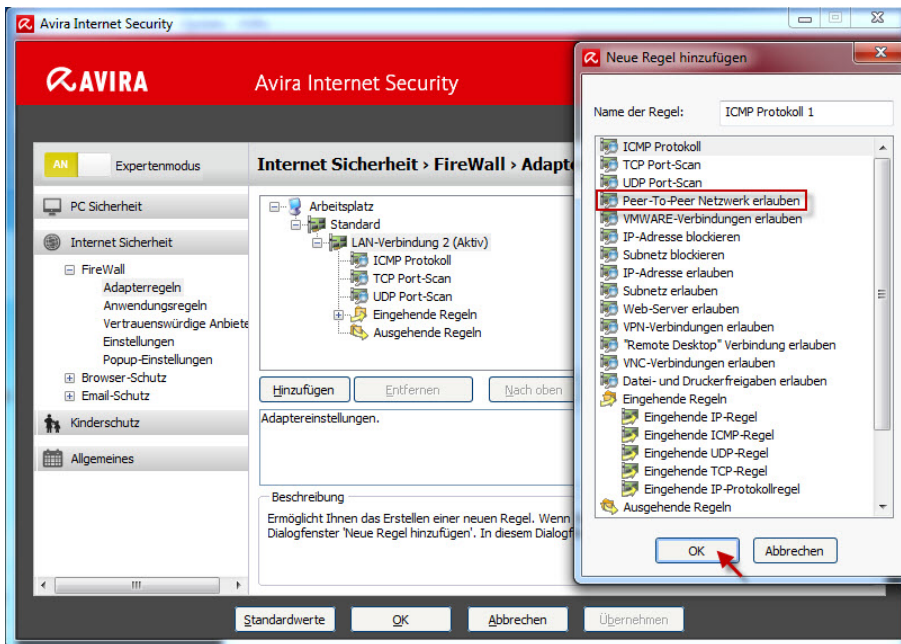 Avira Internet Security
AVIRA
Avira Internet Security
AN
Expertenmodus
PC Sicherheit
Internet Sicherheit
FireWall
Adapterregeln
Anwendungsregeln
Vertrauenswürdige Anbiete
Einstellungen
Popup-Einstellungen
Browser-Schutz
Email-Schutz
Kinderschutz
Allgemeines
Internet Sicherheit › FireWall › Adapte
Arbeitsplatz
Standard
LAN-Verbindung 2 (Aktiv)
ICMP Protokoll
TCP Port-Scan
UDP Port-Scan
Eingehende Regeln
Ausgehende Regeln
Hinzufügen
Entfernen
Nach oben
Adaptereinstellungen.
Beschreibung
Ermöglicht Ihnen das Erstellen einer neuen Regel. Wenn
Dialogfenster 'Neue Regel hinzufügen'. In diesem Dialogf
Standardwerte
OK
Abbrechen
Übernehmen
Neue Regel hinzufügen
Name der Regel:
ICMP Protokoll 1
ICMP Protokoll
TCP Port-Scan
UDP Port-Scan
Peer-To-Peer Netzwerk erlauben
VMWARE-Verbindungen erlauben
IP-Adresse blockieren
Subnetz blockieren
IP-Adresse erlauben
Subnetz erlauben
Web-Server erlauben
VPN-Verbindungen erlauben
"Remote Desktop" Verbindung erlauben
VNC-Verbindungen erlauben
Datei- und Druckerfreigaben erlauben
Eingehende Regeln
Eingehende IP-Regel
Eingehende ICMP-Regel
Eingehende UDP-Regel
Eingehende TCP-Regel
Eingehende IP-Protokollregel
Ausgehende Regeln
OK
Abbrechen